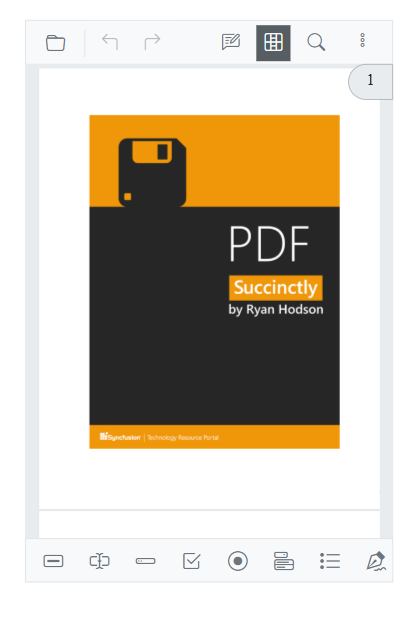 1
PDF
Succinctly
by Ryan Hodson
Syncfusion | Technology Resource Portal